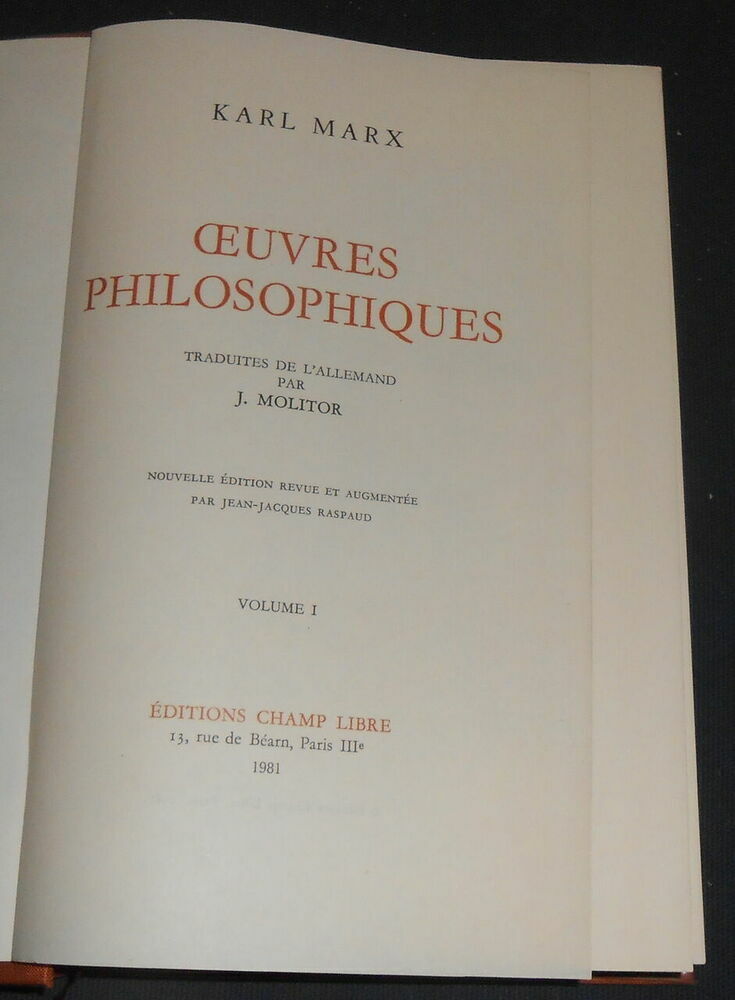 KARL MARX
ŒUVRES
PHILOSOPHIQUES
TRADUITES DE L'ALLEMAND
PAR
J. MOLITOR
NOUVELLE ÉDITION REVUE ET AUGMENTÉE
PAR JEAN-JACQUES RASPAUD
VOLUME I
ÉDITIONS CHAMP LIBRE
13, rue de Béarn, Paris IIIe
1981